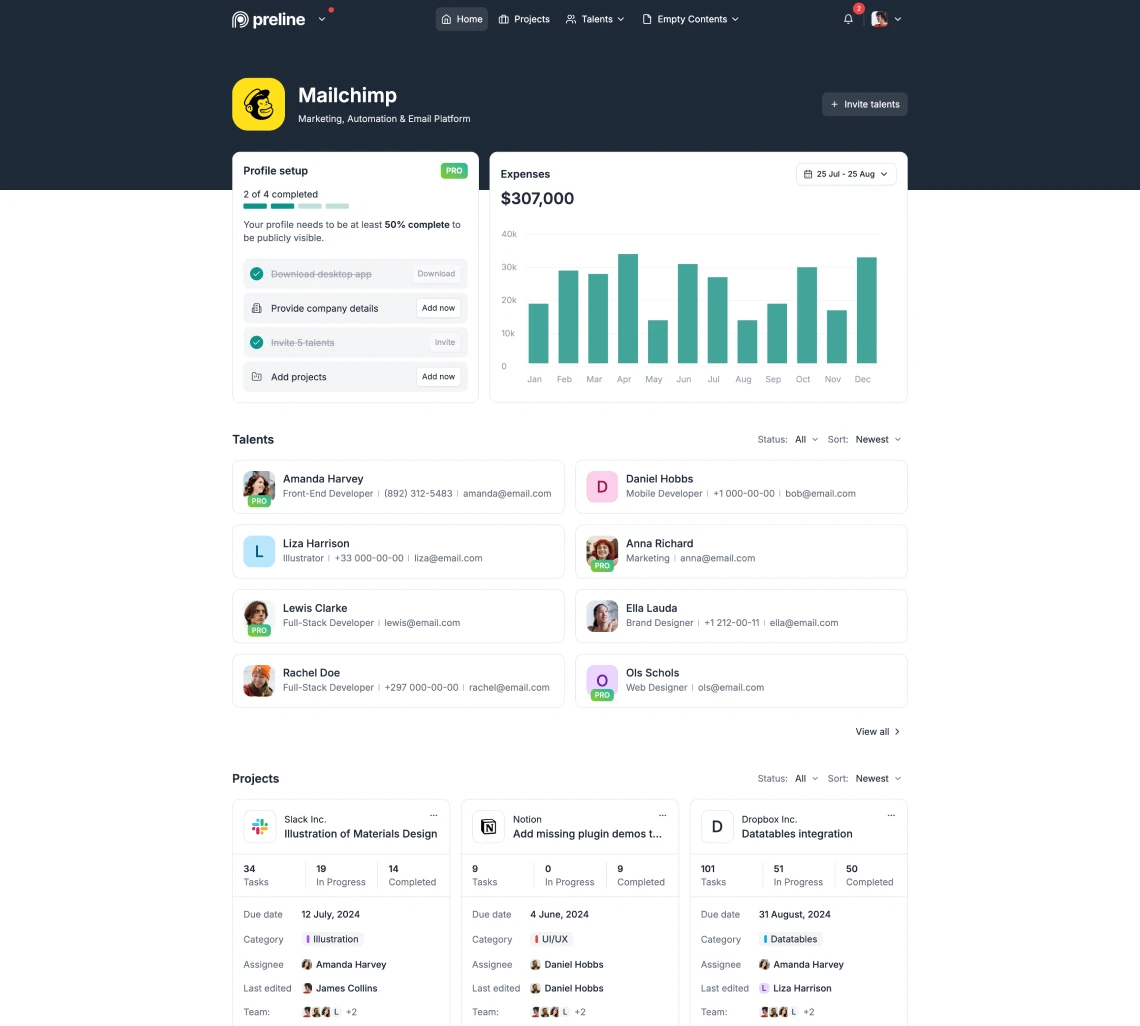 preline
Home
Projects
Talents
Empty Contents
2
Mailchimp
Marketing, Automation & Email Platform
+ Invite talents
Profile setup
PRO
2 of 4 completed
Your profile needs to be at least 50% complete to
be publicly visible.
Download desktop app
Download
Provide company details
Add now
Invite 5 talents
Invite
Add projects
Add now
Expenses
25 Jul - 25 Aug
$307,000
40k
30k
20k
10k
0
Jan Feb Mar Apr May Jun Jul Aug Sep Oct Nov Dec
Talents
Status: All
Sort: Newest
Amanda Harvey
Front-End Developer | (892) 312-5483 | amanda@email.com
PRO
D
Daniel Hobbs
Mobile Developer | +1 000-00-00 | bob@email.com
L
Liza Harrison
Illustrator | +33 000-00-00 | liza@email.com
Anna Richard
Marketing | anna@email.com
PRO
Lewis Clarke
Full-Stack Developer | lewis@email.com
PRO
Ella Lauda
Brand Designer | +1 212-00-11 | ella@email.com
Rachel Doe
Full-Stack Developer | +297 000-00-00 | rachel@email.com
O
Ols Schols
Web Designer | ols@email.com
PRO
View all
Projects
Status: All
Sort: Newest
Slack Inc.
...
Illustration of Materials Design
34 19 14
Tasks In Progress Completed
Due date 12 July, 2024
Category Illustration
Assignee Amanda Harvey
Last edited James Collins
Team: L +2
N
Notion
...
Add missing plugin demos t...
9 0 9
Tasks In Progress Completed
Due date 4 June, 2024
Category UI/UX
Assignee Daniel Hobbs
Last edited Daniel Hobbs
Team: L +2
D
Dropbox Inc.
...
Datatables integration
101 51 50
Tasks In Progress Completed
Due date 31 August, 2024
Category Datatables
Assignee Amanda Harvey
Last edited L Liza Harrison
Team: L +2